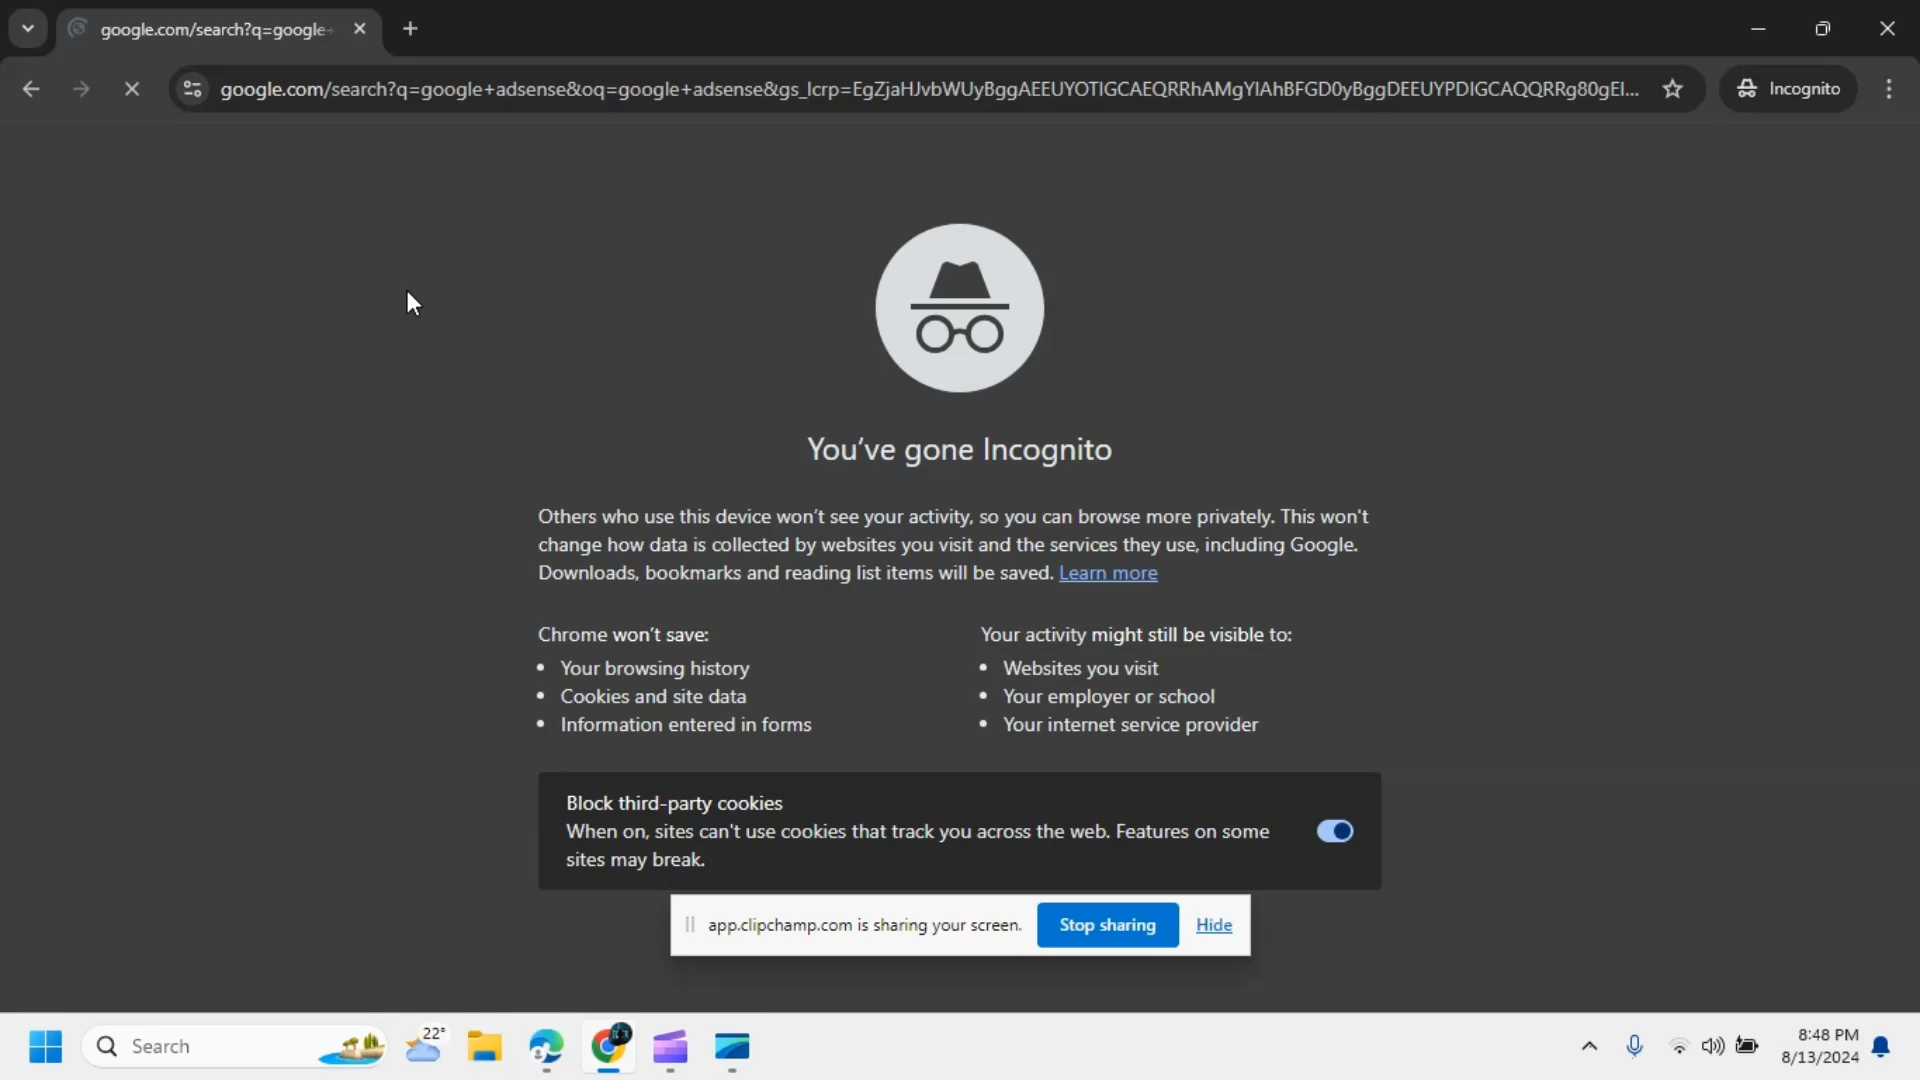 google.com/search?q=google+
google.com/search?q=google+adsense&oq=google+adsense&gs_lcrp=EgZjaHJvbWUyBggAEEUYOTIGCAEQRRhAMgYIAhBFGD0yBggDEEUYPDIGCAQQRRg80gEI...
Incognito
You've gone Incognito
Others who use this device won't see your activity, so you can browse more privately. This won't
change how data is collected by websites you visit and the services they use, including Google.
Downloads, bookmarks and reading list items will be saved. Learn more
Chrome won't save:
Your browsing history
Cookies and site data
Information entered in forms
Your activity might still be visible to:
Websites you visit
Your employer or school
Your internet service provider
Block third-party cookies
When on, sites can't use cookies that track you across the web. Features on some
sites may break.
app.clipchamp.com is sharing your screen.
Stop sharing
Hide
Search
22°
8:48 PM
8/13/2024